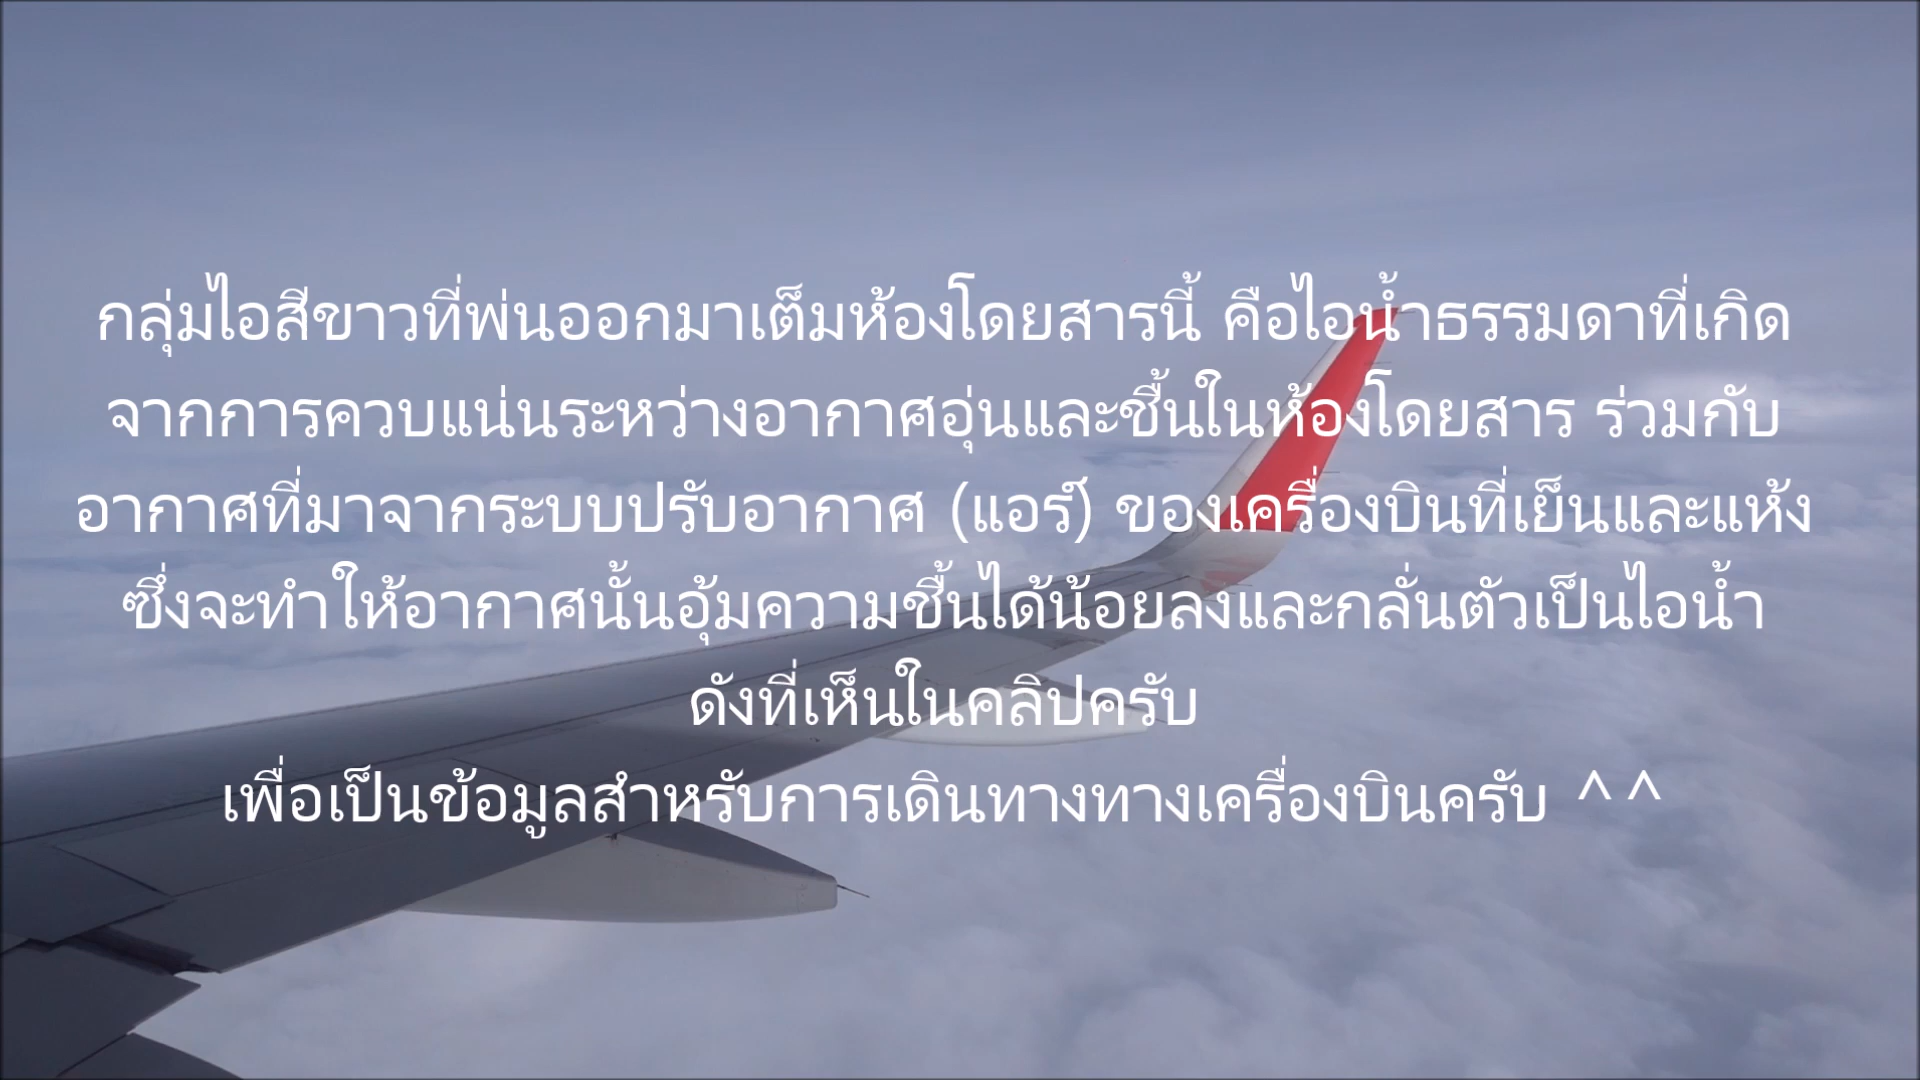 กลุ่มไอสีขาวที่พ่นออกมาเต็มห้องโดยสารนี้ คือไอน้ำธรรมดาที่เกิด
จากการควบแน่นระหว่างอากาศอุ่นและชื้นในห้องโดยสาร ร่วมกับ
อากาศที่มาจากระบบปรับอากาศ (แอร์) ของเครื่องบินที่เย็นและแห้ง
ซึ่งจะทำให้อากาศนั้นอุ้มความชื้นได้น้อยลงและกลั่นตัวเป็นไอน้ำ
ดังที่เห็นในคลิปครับ
เพื่อเป็นข้อมูลสำหรับการเดินทางทางเครื่องบินครับ ^^